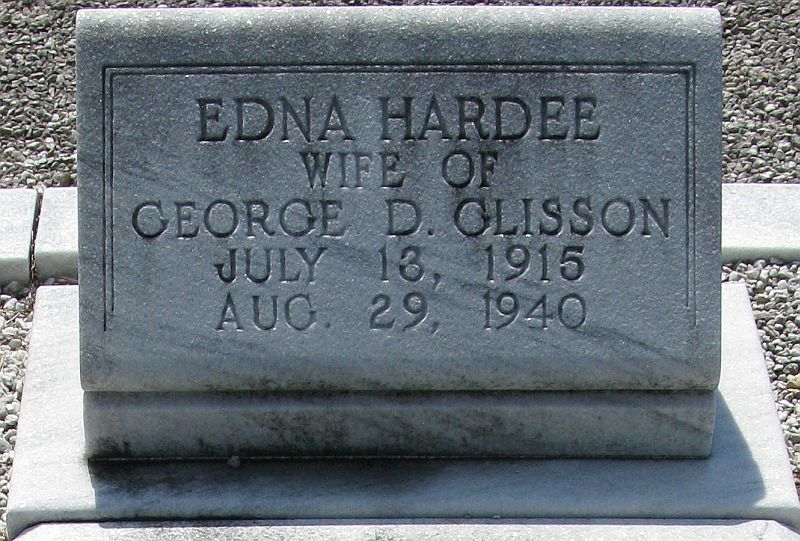 EDNA HARDEE
WIFE OF
GEORGE D. GLISSON
JULY 13, 1915
AUG. 29, 1940